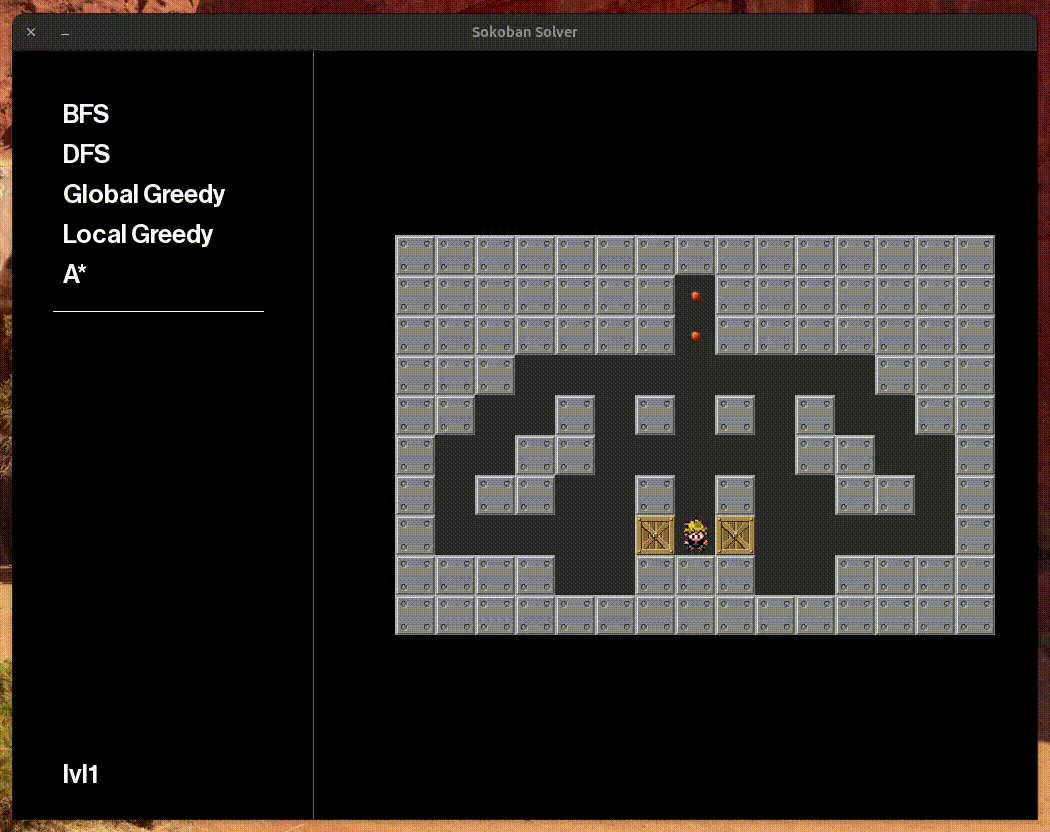 Sokoban Solver
BFS
DFS
Global Greedy
Local Greedy
A*
lvl1